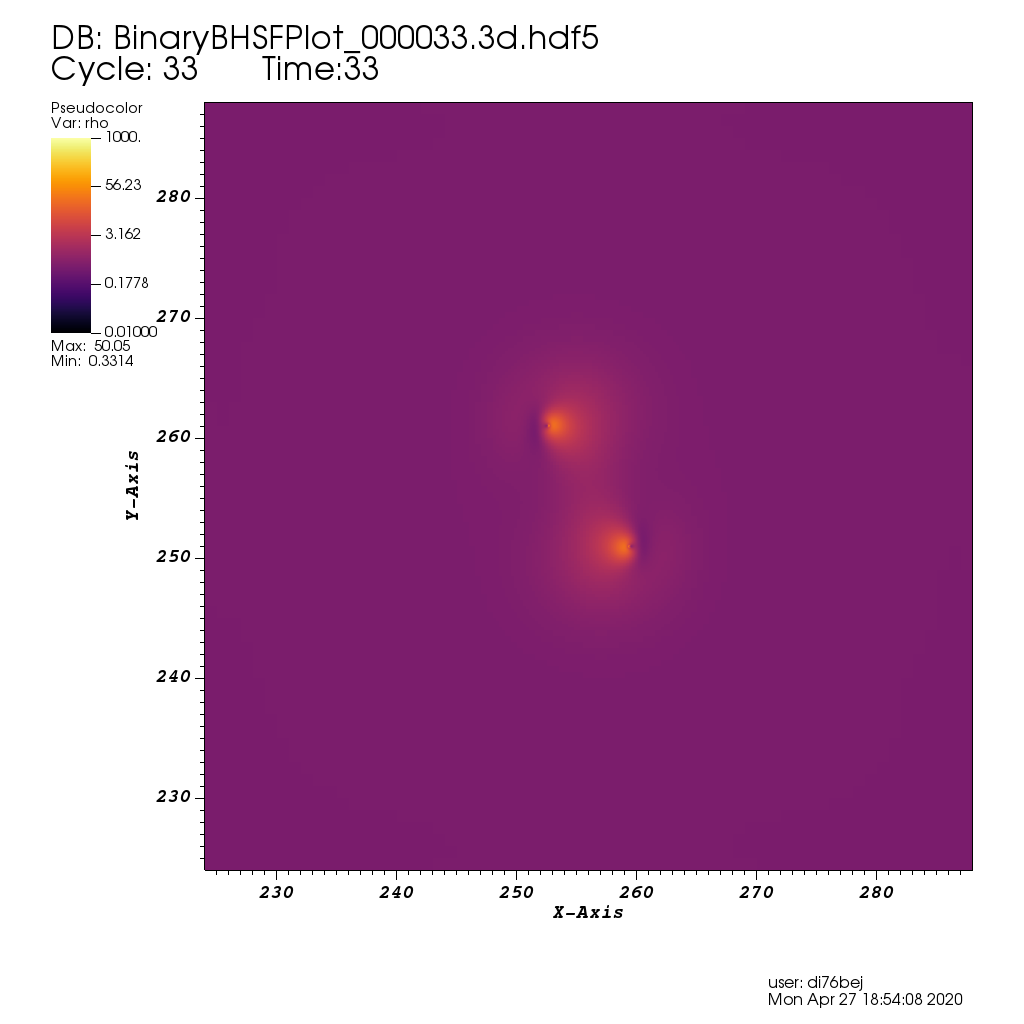 DB: BinaryBHSFPlot_000033.3d.hdf5
Cycle: 33 Time:33
Pseudocolor
Var: rho
1000.
56.23
3.162
0.1778
0.01000
Max: 50.05
Min: 0.3314
280
270
260
250
240
230
Y-Axis
230 240 250 260 270 280
X-Axis
user: di76bej
Mon Apr 27 18:54:08 2020